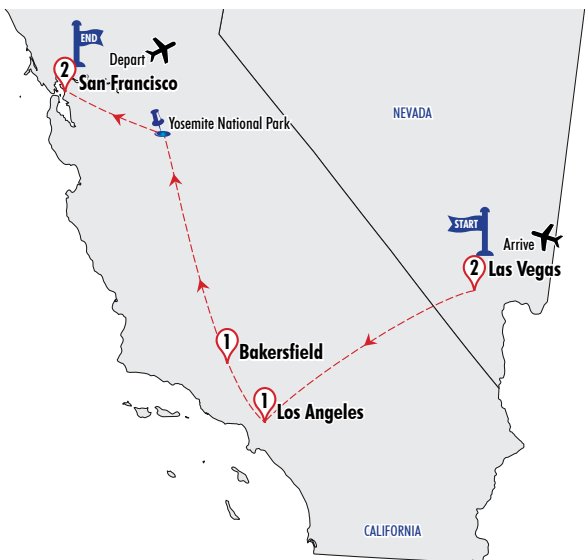 END
Depart
2
San Francisco
Yosemite National Park
NEVADA
START
Arrive
2
Las Vegas
1
Bakersfield
1
Los Angeles
CALIFORNIA